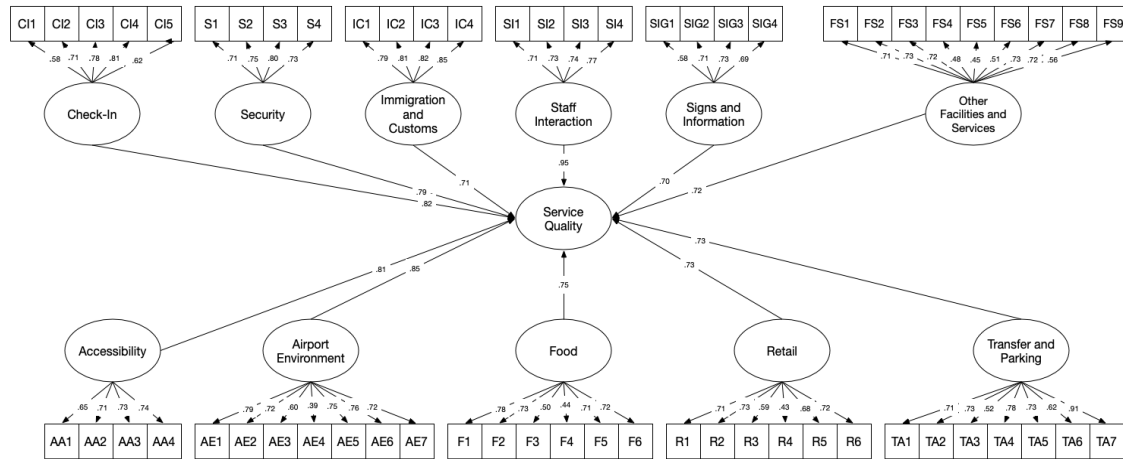 CI1 CI2 CI3 CI4 CI5 S1 S2 S3 S4 IC1 IC2 IC3 IC4 SI1 SI2 SI3 SI4 SIG1 SIG2 SIG3 SIG4 FS1 FS2 FS3 FS4 FS5 FS6 FS7 FS8 FS9
.58 .71 .78 .81 .62 .71 .75 .80 .73 .79 .81 .82 .85 .71 .73 .74 .77 .58 .71 .73 .69 .71 .73 .72 .48 .45 .51 .73 .72 .56
Check-In
Security
Immigration
and
Customs
Staff
Interaction
Signs and
Information
Other
Facilities and
Services
.95
.71
.70
.79
.82
.72
Service
Quality
.73
.81
.85
.73
.75
Accessibility
Airport
Environment
Food
Retail
Transfer and
Parking
.65 .71 .73 .74 .79 .72 .60 .39 .75 .76 .72 .78 .73 .50 .44 .71 .72 .71 .73 .59 .43 .68 .72 .71 .73 .52 .78 .73 .62 .91
AA1 AA2 AA3 AA4 AE1 AE2 AE3 AE4 AE5 AE6 AE7 F1 F2 F3 F4 F5 F6 R1 R2 R3 R4 R5 R6 TA1 TA2 TA3 TA4 TA5 TA6 TA7